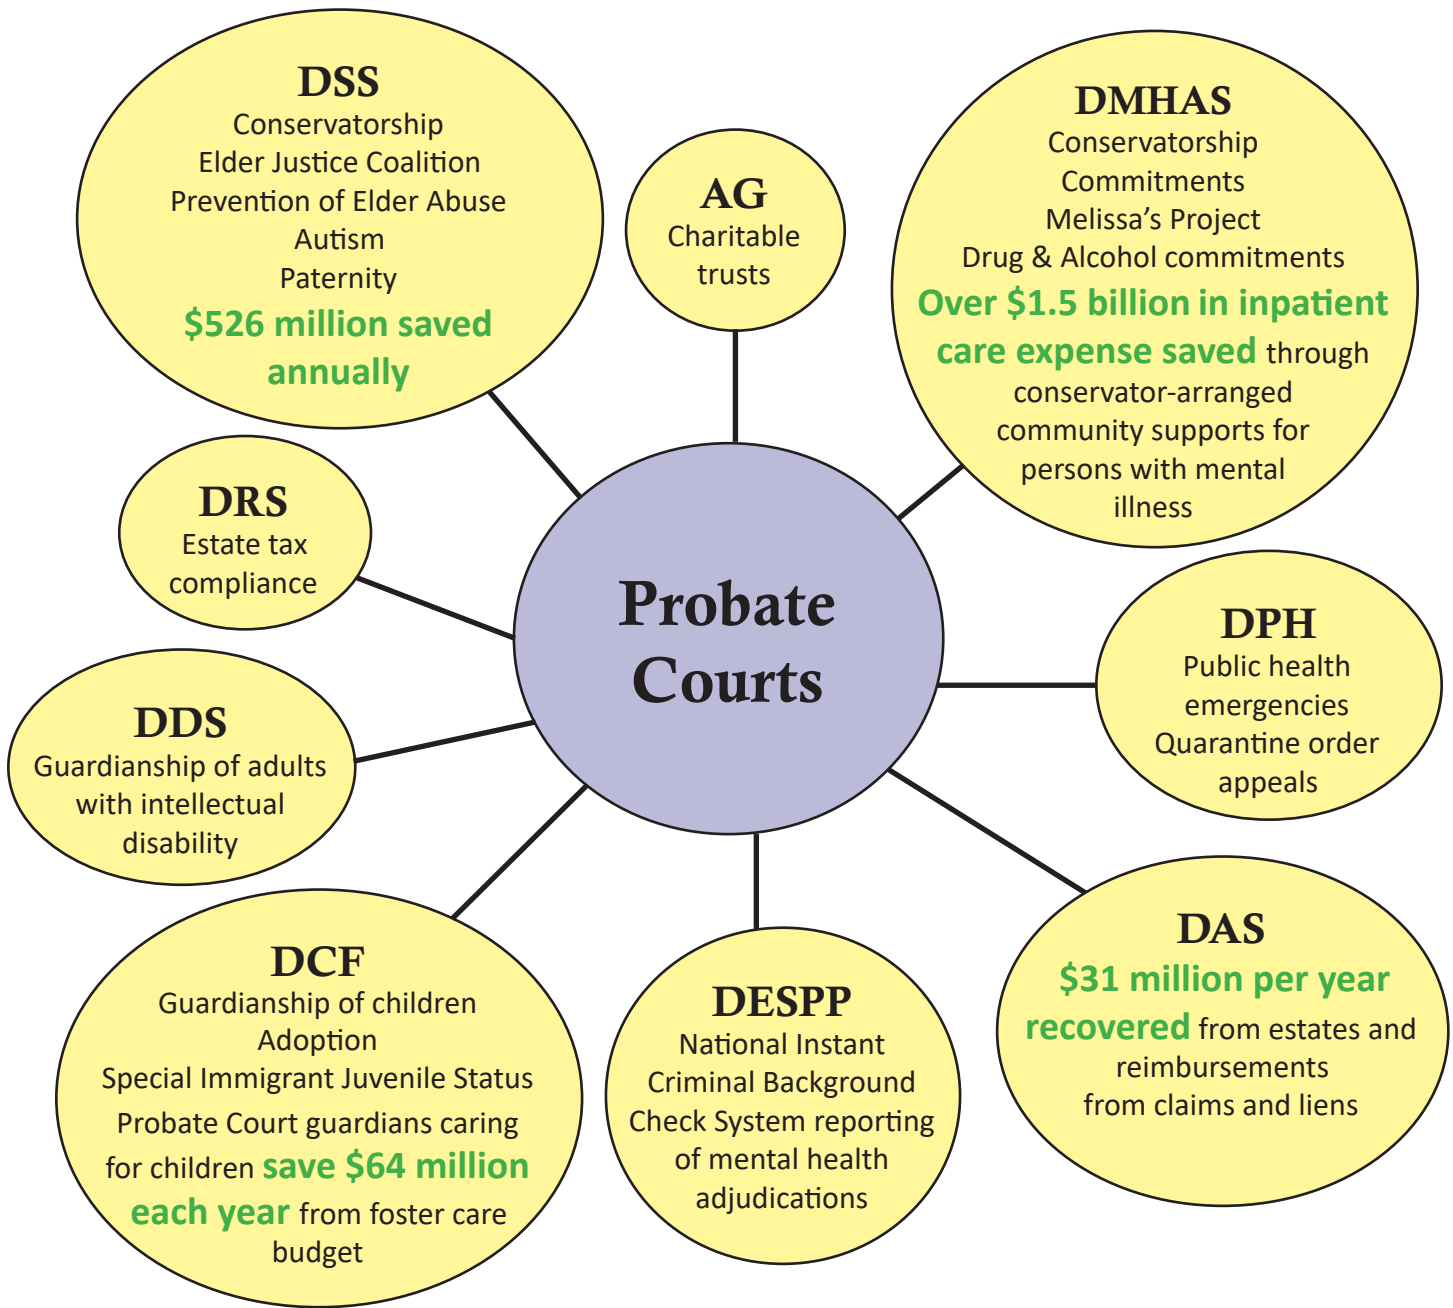 DSS
Conservatorship
Elder Justice Coalition
Prevention of Elder Abuse
Autism
Paternity
$526 million saved
annually
AG
Charitable
trusts
DMHAS
Conservatorship
Commitments
Melissa’s Project
Drug & Alcohol commitments
Over $1.5 billion in inpatient
care expense saved through
conservator-arranged
community supports for
persons with mental
illness
DRS
Estate tax
compliance
Probate
Courts
DPH
Public health
emergencies
Quarantine order
appeals
DDS
Guardianship of adults
with intellectual
disability
DCF
Guardianship of children
Adoption
Special Immigrant Juvenile Status
Probate Court guardians caring
for children save $64 million
each year from foster care
budget
DESPP
National Instant
Criminal Background
Check System reporting
of mental health
adjudications
DAS
$31 million per year
recovered from estates and
reimbursements
from claims and liens